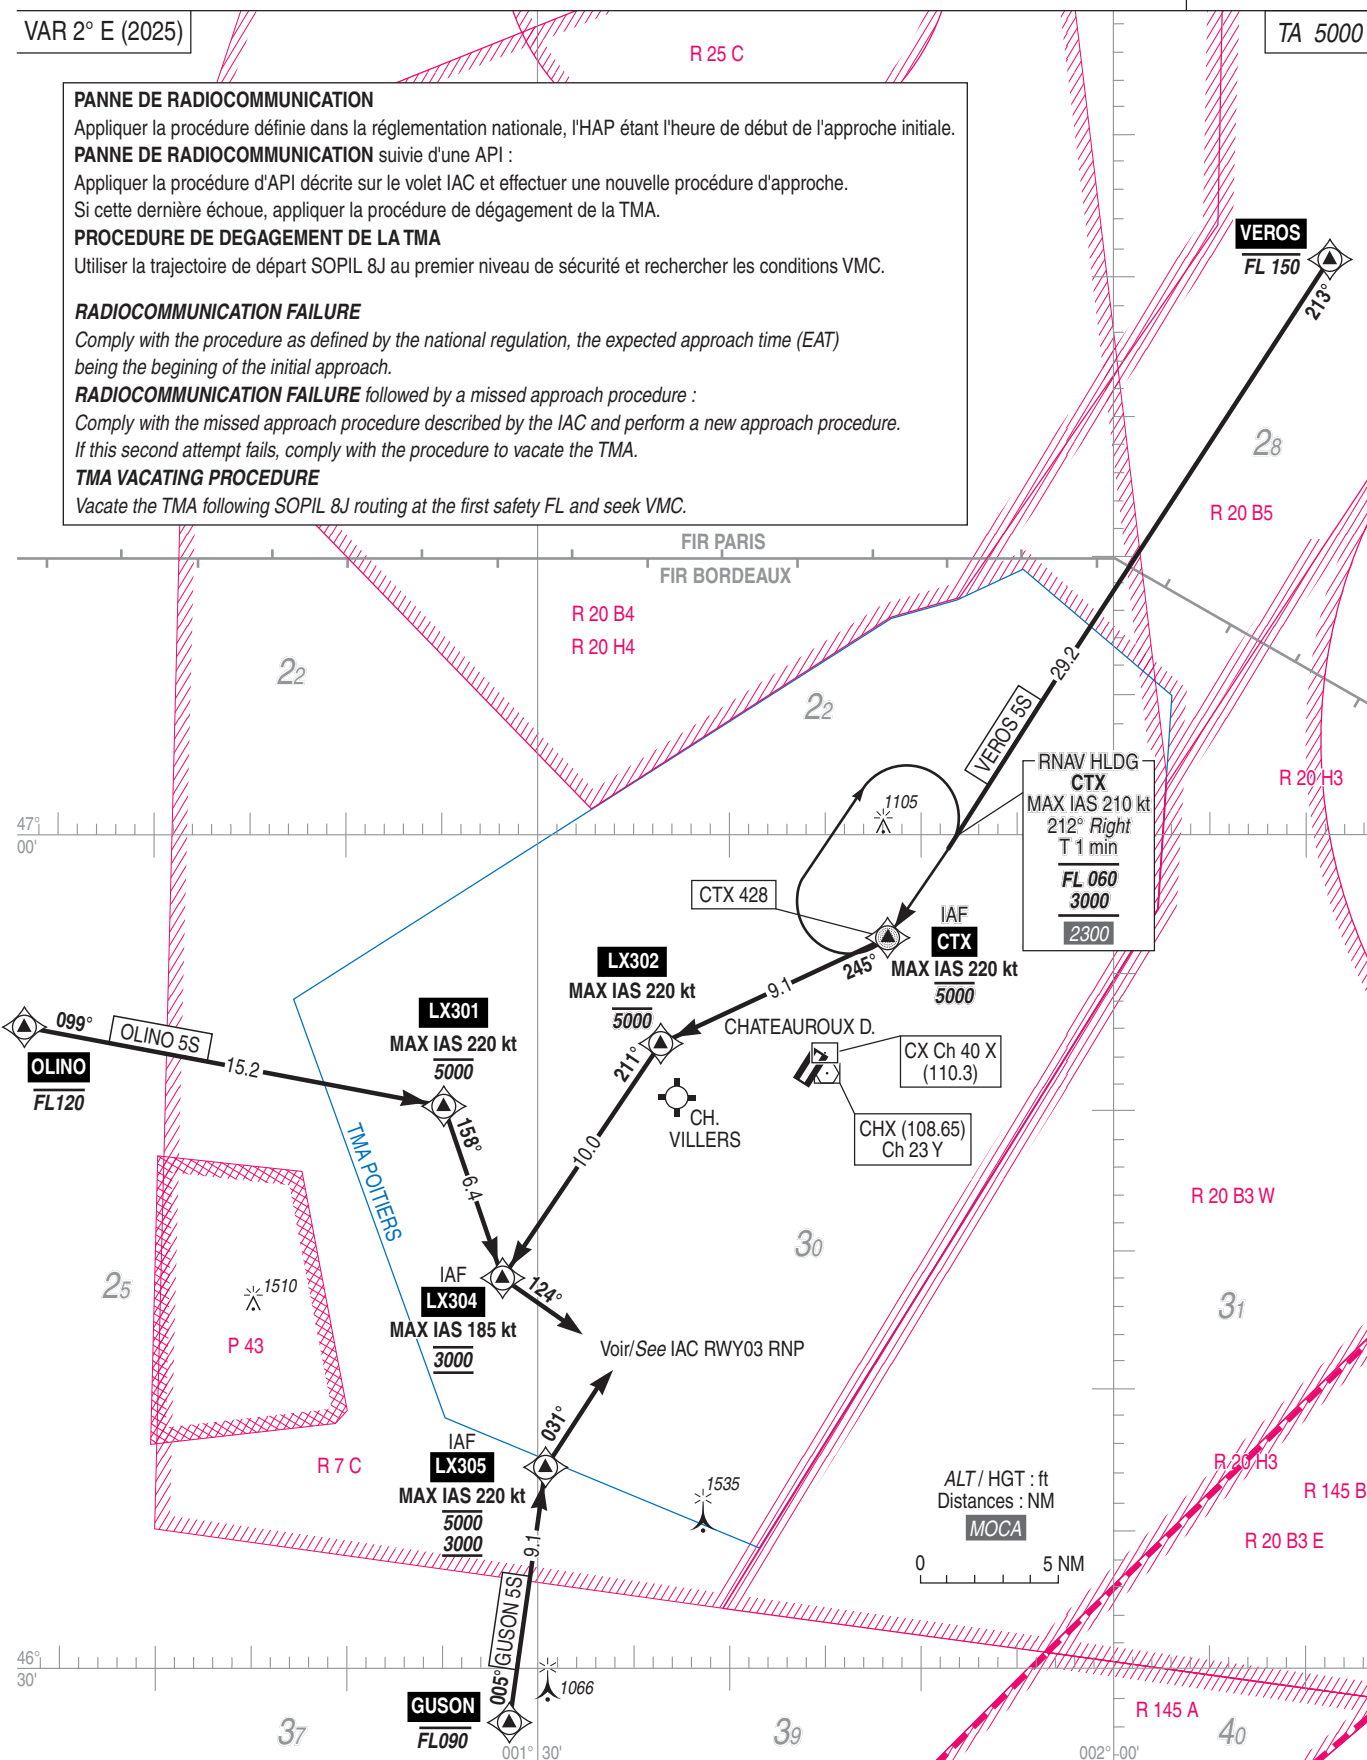 VAR 2° E (2025)
TA 5000
R 25 C
PANNE DE RADIOCOMMUNICATION
Appliquer la procédure définie dans la réglementation nationale, l'HAP étant l'heure de début de l'approche initiale.
PANNE DE RADIOCOMMUNICATION suivie d'une API :
Appliquer la procédure d'API décrite sur le volet IAC et effectuer une nouvelle procédure d'approche.
Si cette dernière échoue, appliquer la procédure de dégagement de la TMA.
PROCEDURE DE DEGAGEMENT DE LA TMA
Utiliser la trajectoire de départ SOPIL 8J au premier niveau de sécurité et rechercher les conditions VMC.
RADIOCOMMUNICATION FAILURE
Comply with the procedure as defined by the national regulation, the expected approach time (EAT)
being the begining of the initial approach.
RADIOCOMMUNICATION FAILURE followed by a missed approach procedure :
Comply with the missed approach procedure described by the IAC and perform a new approach procedure.
If this second attempt fails, comply with the procedure to vacate the TMA.
TMA VACATING PROCEDURE
Vacate the TMA following SOPIL 8J routing at the first safety FL and seek VMC.
VEROS
FL 150
213°
28
R 20 B5
FIR PARIS
FIR BORDEAUX
R 20 B4
R 20 H4
22
22
29.2
VEROS 5S
RNAV HLDG
CTX
MAX IAS 210 kt
212° Right
T 1 min
FL 060
3000
2300
R 20 H3
1105
47°
00'
CTX 428
IAF
CTX
MAX IAS 220 kt
5000
245°
9.1
LX302
MAX IAS 220 kt
5000
211°
CHATEAUROUX D.
CX Ch 40 X
(110.3)
CHX (108.65)
Ch 23 Y
CH.
VILLERS
LX301
MAX IAS 220 kt
5000
099°
OLINO 5S
15.2
OLINO
FL120
158°
6.4
10.0
TMA POITIERS
R 20 B3 W
30
31
25
1510
P 43
IAF
LX304
MAX IAS 185 kt
3000
124°
Voir/See IAC RWY03 RNP
031°
IAF
LX305
MAX IAS 220 kt
5000
3000
R 7 C
1535
9.1
GUSON 5S
005°
GUSON
FL090
1066
ALT / HGT : ft
Distances : NM
MOCA
0 5 NM
R 20 H3
R 145 B
R 20 B3 E
R 145 A
46°
30'
37
39
40
001° 30'
002° 00'